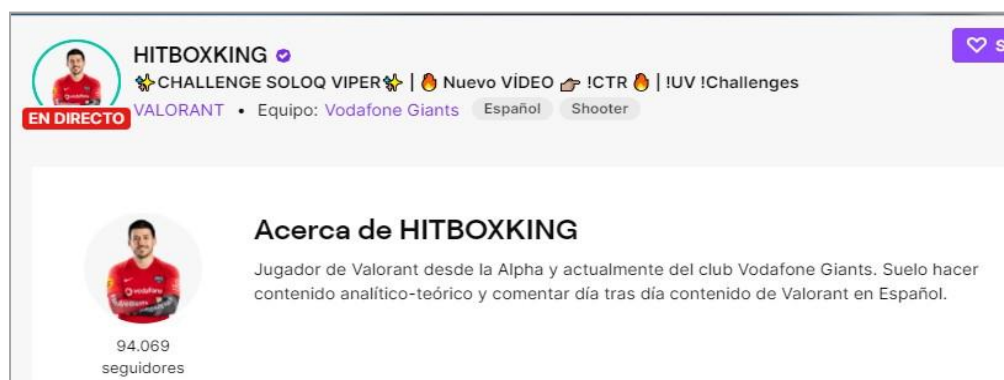 HITBOXKING
✨CHALLENGE SOLOQ VIPER✨ | 🔥 Nuevo VÍDEO 👉 !CTR 🔥 | !UV !Challenges
EN DIRECTO
VALORANT • Equipo: Vodafone Giants Español Shooter
S
Acerca de HITBOXKING
Jugador de Valorant desde la Alpha y actualmente del club Vodafone Giants. Suelo hacer
contenido analítico-teórico y comentar día tras día contenido de Valorant en Español.
94.069
seguidores